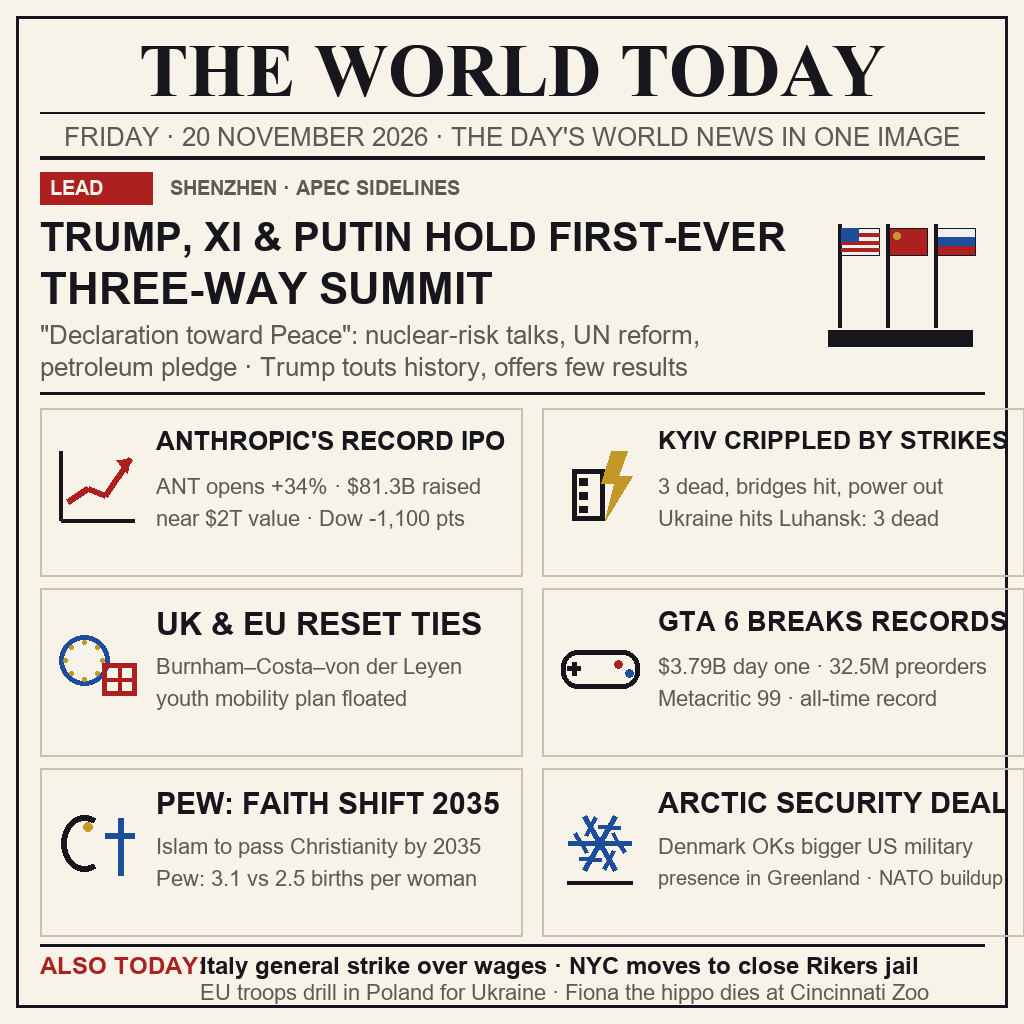 THE WORLD TODAY
FRIDAY · 20 NOVEMBER 2026 · THE DAY'S WORLD NEWS IN ONE IMAGE
LEAD
SHENZHEN · APEC SIDELINES
TRUMP, XI & PUTIN HOLD FIRST-EVER
THREE-WAY SUMMIT
"Declaration toward Peace": nuclear-risk talks, UN reform,
petroleum pledge · Trump touts history, offers few results
ANTHROPIC'S RECORD IPO
ANT opens +34% · $81.3B raised
near $2T value · Dow -1,100 pts
KYIV CRIPPLED BY STRIKES
3 dead, bridges hit, power out
Ukraine hits Luhansk: 3 dead
UK & EU RESET TIES
Burnham–Costa–von der Leyen
youth mobility plan floated
GTA 6 BREAKS RECORDS
$3.79B day one · 32.5M preorders
Metacritic 99 · all-time record
PEW: FAITH SHIFT 2035
Islam to pass Christianity by 2035
Pew: 3.1 vs 2.5 births per woman
ARCTIC SECURITY DEAL
Denmark OKs bigger US military
presence in Greenland · NATO buildup
ALSO TODAY:
Italy general strike over wages · NYC moves to close Rikers jail
EU troops drill in Poland for Ukraine · Fiona the hippo dies at Cincinnati Zoo